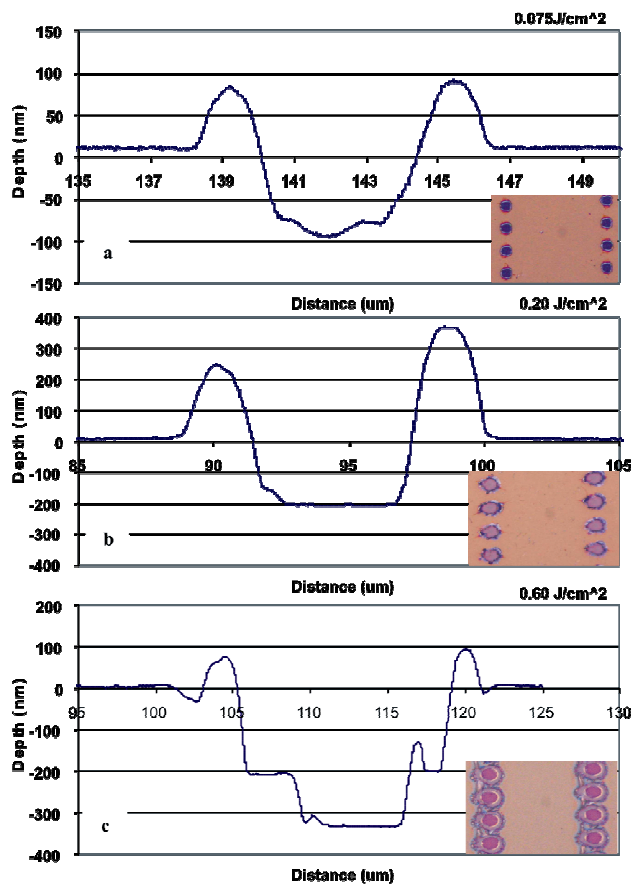 0.075J/cm^2
150
100
50
0
-50
-100
-150
Depth (nm)
135 137 139 141 143 145 147 149
a
Distance (um)
0.20 J/cm^2
400
300
200
100
0
-100
-200
-300
-400
Depth (nm)
85 90 95 100 105
b
Distance (um)
0.60 J/cm^2
200
100
0
-100
-200
-300
-400
Depth (nm)
95 100 105 110 115 120 125 130
c
Distance (um)